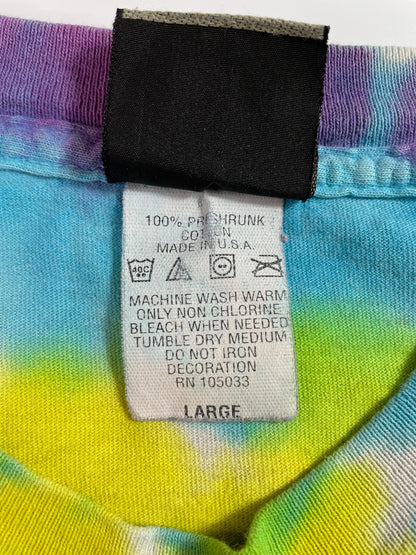 100% PRESHRUNK
COTTON
MADE IN U.S.A.
40C
MACHINE WASH WARM
ONLY NON CHLORINE
BLEACH WHEN NEEDED
TUMBLE DRY MEDIUM
DO NOT IRON
DECORATION
RN 105033
LARGE